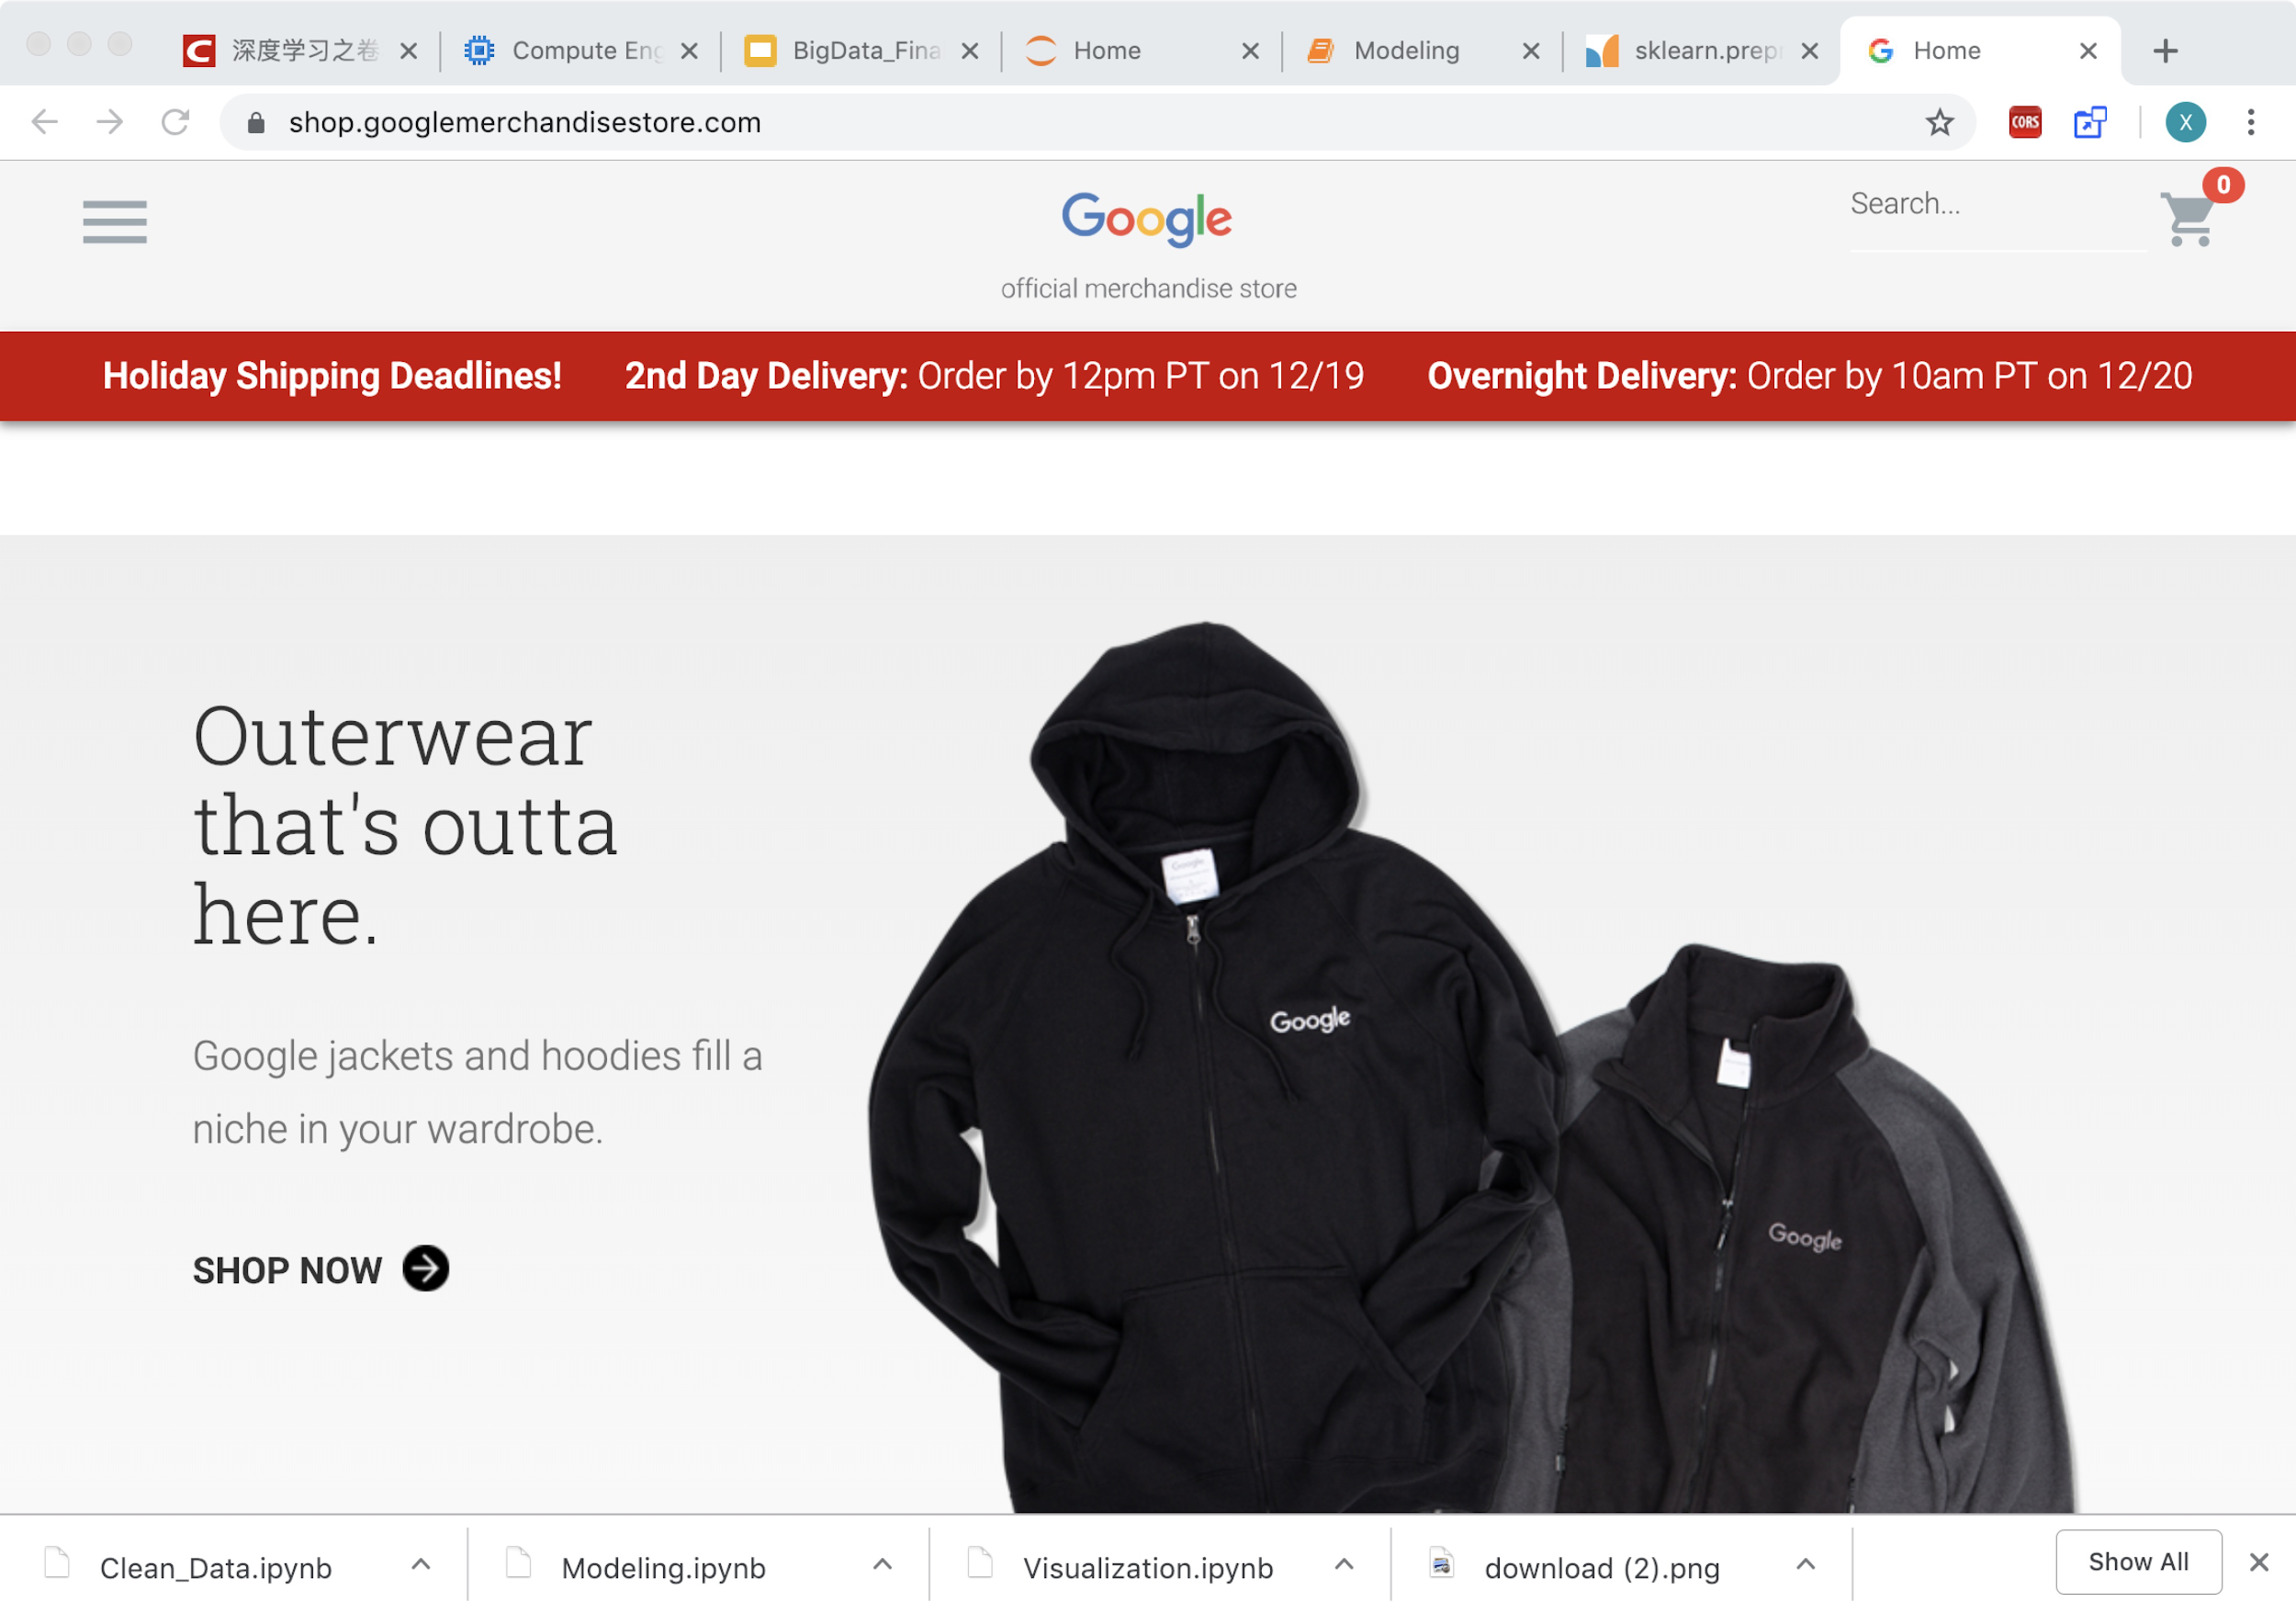 深度学习之卷
Compute Eng
BigData_Fina
Home
Modeling
sklearn.prepr
Home
shop.googlemerchandisestore.com
CORS
X
Google
official merchandise store
Search...
0
Holiday Shipping Deadlines! 2nd Day Delivery: Order by 12pm PT on 12/19 Overnight Delivery: Order by 10am PT on 12/20
Outerwear
that's outta
here.
Google jackets and hoodies fill a
niche in your wardrobe.
SHOP NOW
Google
Google
Google
Clean_Data.ipynb
Modeling.ipynb
Visualization.ipynb
download (2).png
Show All